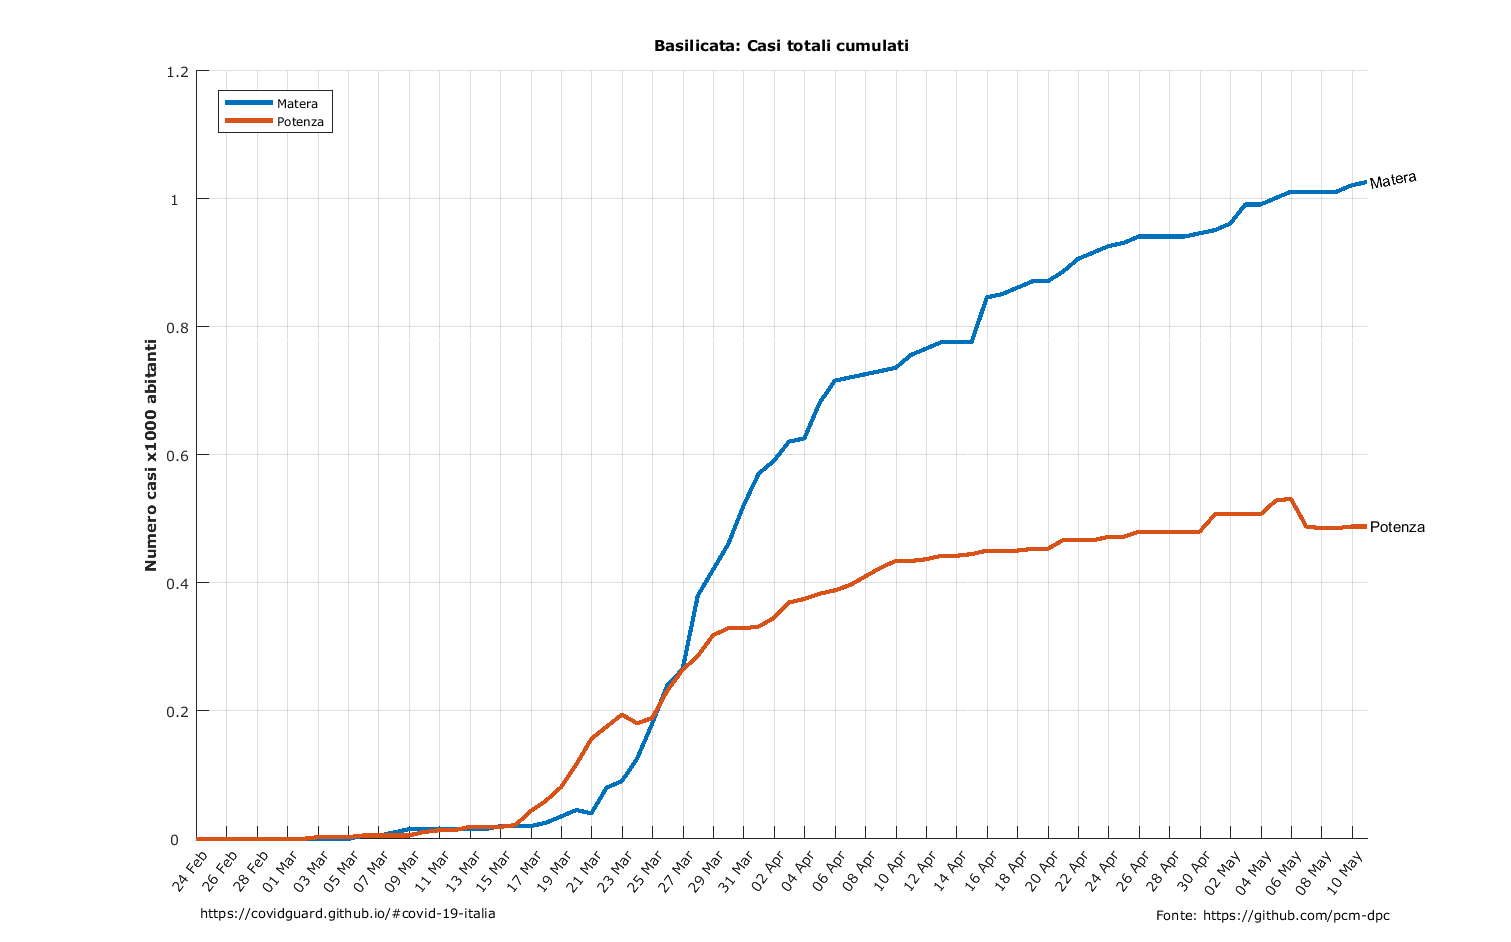 Basilicata: Casi totali cumulati
Matera
Potenza
Numero casi x1000 abitanti
1.2
1
0.8
0.6
0.4
0.2
0
Matera
Potenza
24 Feb
26 Feb
28 Feb
01 Mar
03 Mar
05 Mar
07 Mar
09 Mar
11 Mar
13 Mar
15 Mar
17 Mar
19 Mar
21 Mar
23 Mar
25 Mar
27 Mar
29 Mar
31 Mar
02 Apr
04 Apr
06 Apr
08 Apr
10 Apr
12 Apr
14 Apr
16 Apr
18 Apr
20 Apr
22 Apr
24 Apr
26 Apr
28 Apr
30 Apr
02 May
04 May
06 May
08 May
10 May
https://covidguard.github.io/#covid-19-italia
Fonte: https://github.com/pcm-dpc